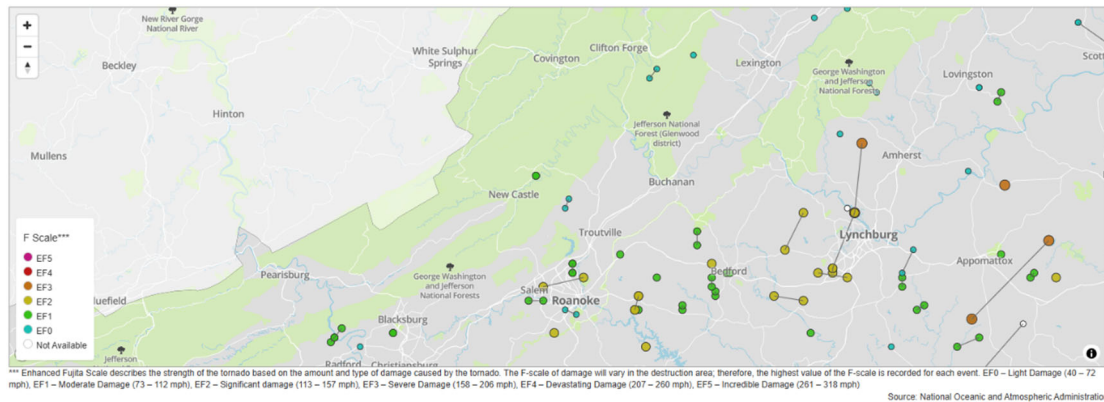 New River Gorge
National River
Beckley
White Sulphur
Springs
Covington
Clifton Forge
Lexington
George Washington
and Jefferson
National Forests
Lovingston
Scott
Hinton
Mullens
Jefferson National
Forest (Glenwood
district)
Amherst
New Castle
Buchanan
F Scale***
EF5
EF4
EF3
EF2
EF1
EF0
Not Available
Troutville
Lynchburg
Pearisburg
George Washington
and Jefferson
National Forests
Bedford
Appomattox
Salem
Roanoke
luefield
Blacksburg
Jefferson
Radford
Christiansburg
*** Enhanced Fujita Scale describes the strength of the tornado based on the amount and type of damage caused by the tornado. The F-scale of damage will vary in the destruction area; therefore, the highest value of the F-scale is recorded for each event. EF0 – Light Damage (40 – 72
mph), EF1 – Moderate Damage (73 – 112 mph), EF2 – Significant damage (113 – 157 mph), EF3 – Severe Damage (158 – 206 mph), EF4 – Devastating Damage (207 – 260 mph), EF5 – Incredible Damage (261 – 318 mph)
Source: National Oceanic and Atmospheric Administratio